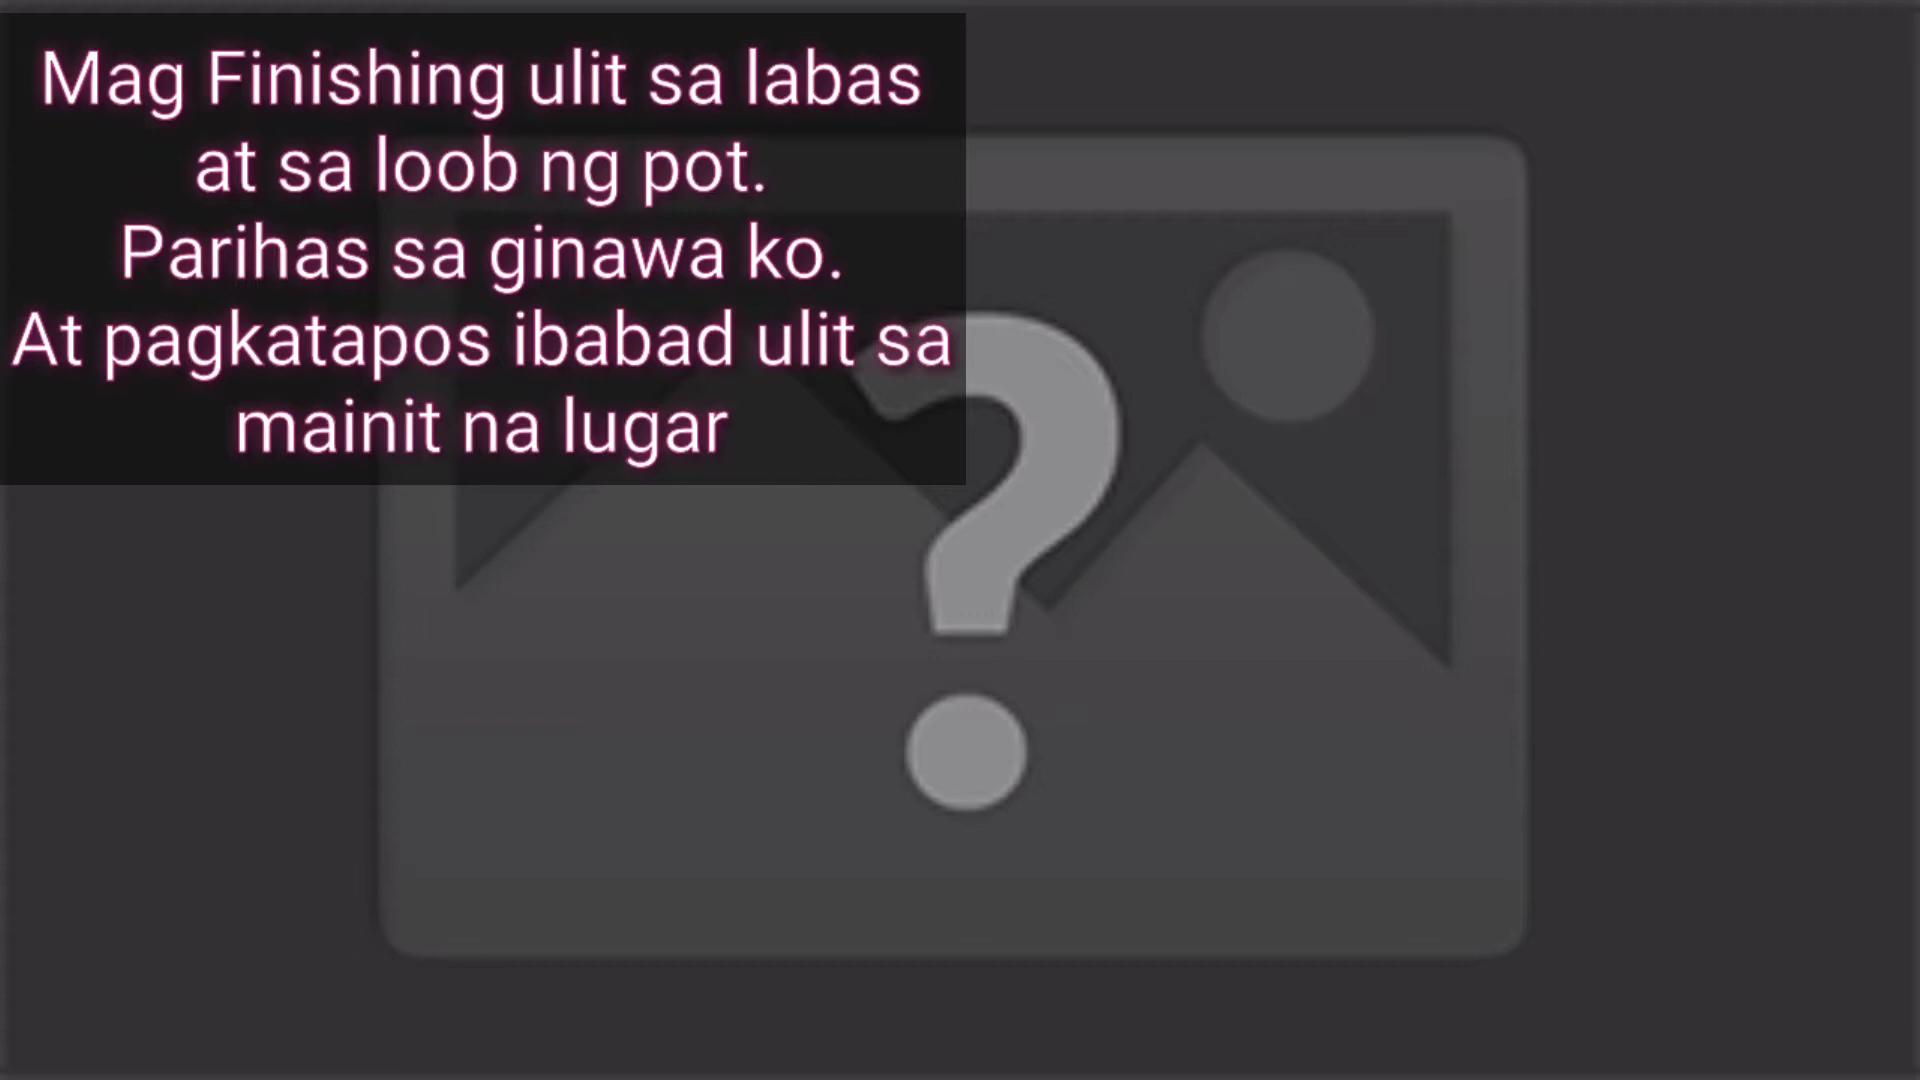 Mag Finishing ulit sa labas
at sa loob ng pot.
Parihas sa ginawa ko.
At pagkatapos ibabad ulit sa
mainit na lugar